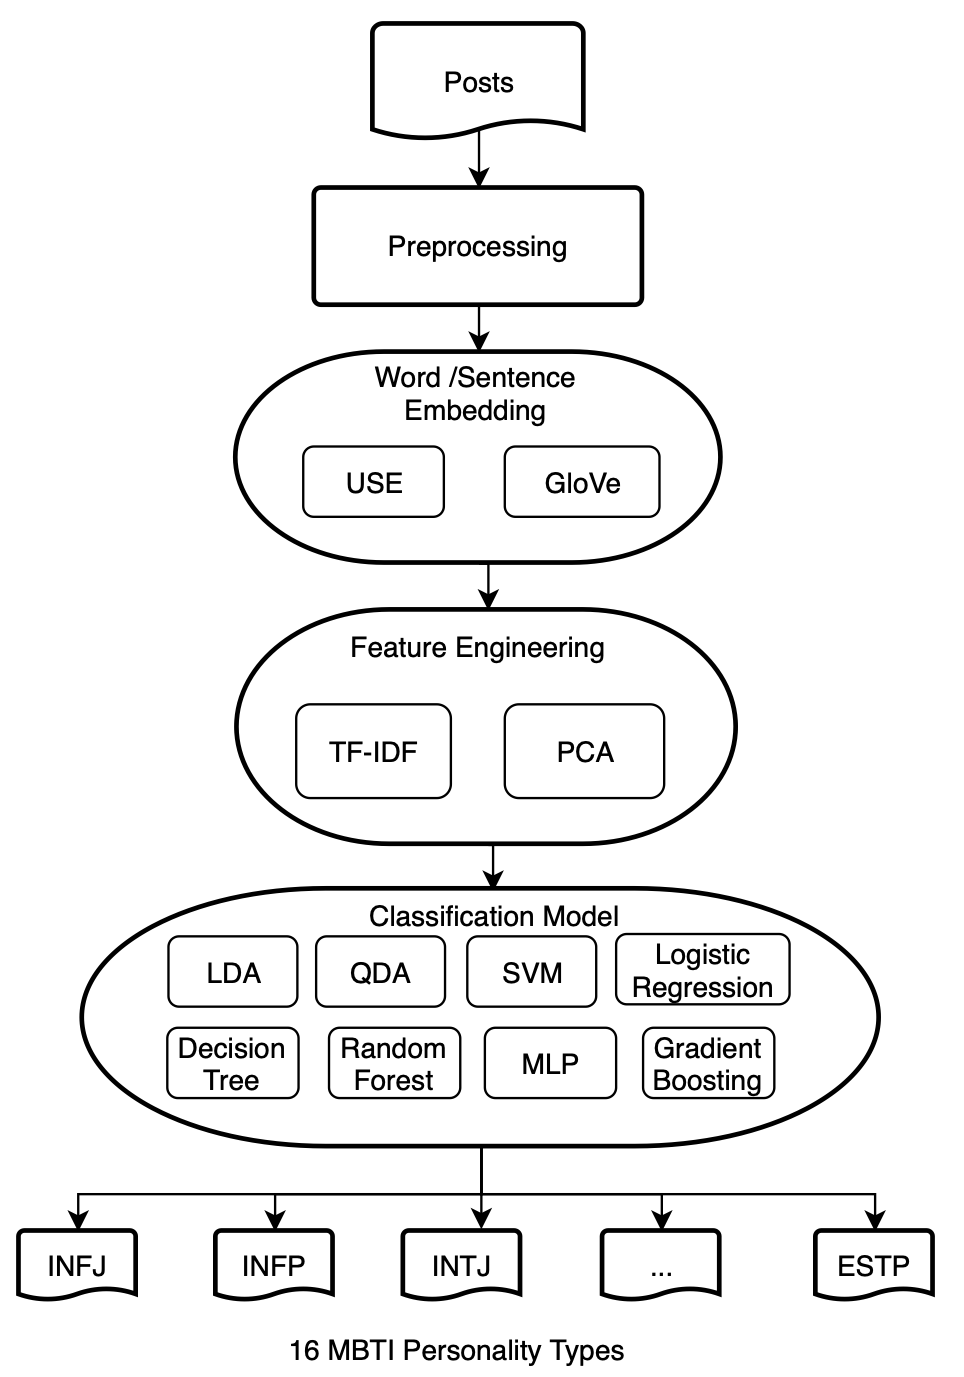 Posts
Preprocessing
Word /Sentence
Embedding
USE
GloVe
Feature Engineering
TF-IDF
PCA
Classification Model
LDA
QDA
SVM
Logistic
Regression
Decision
Tree
Random
Forest
MLP
Gradient
Boosting
INFJ
INFP
INTJ
...
ESTP
16 MBTI Personality Types